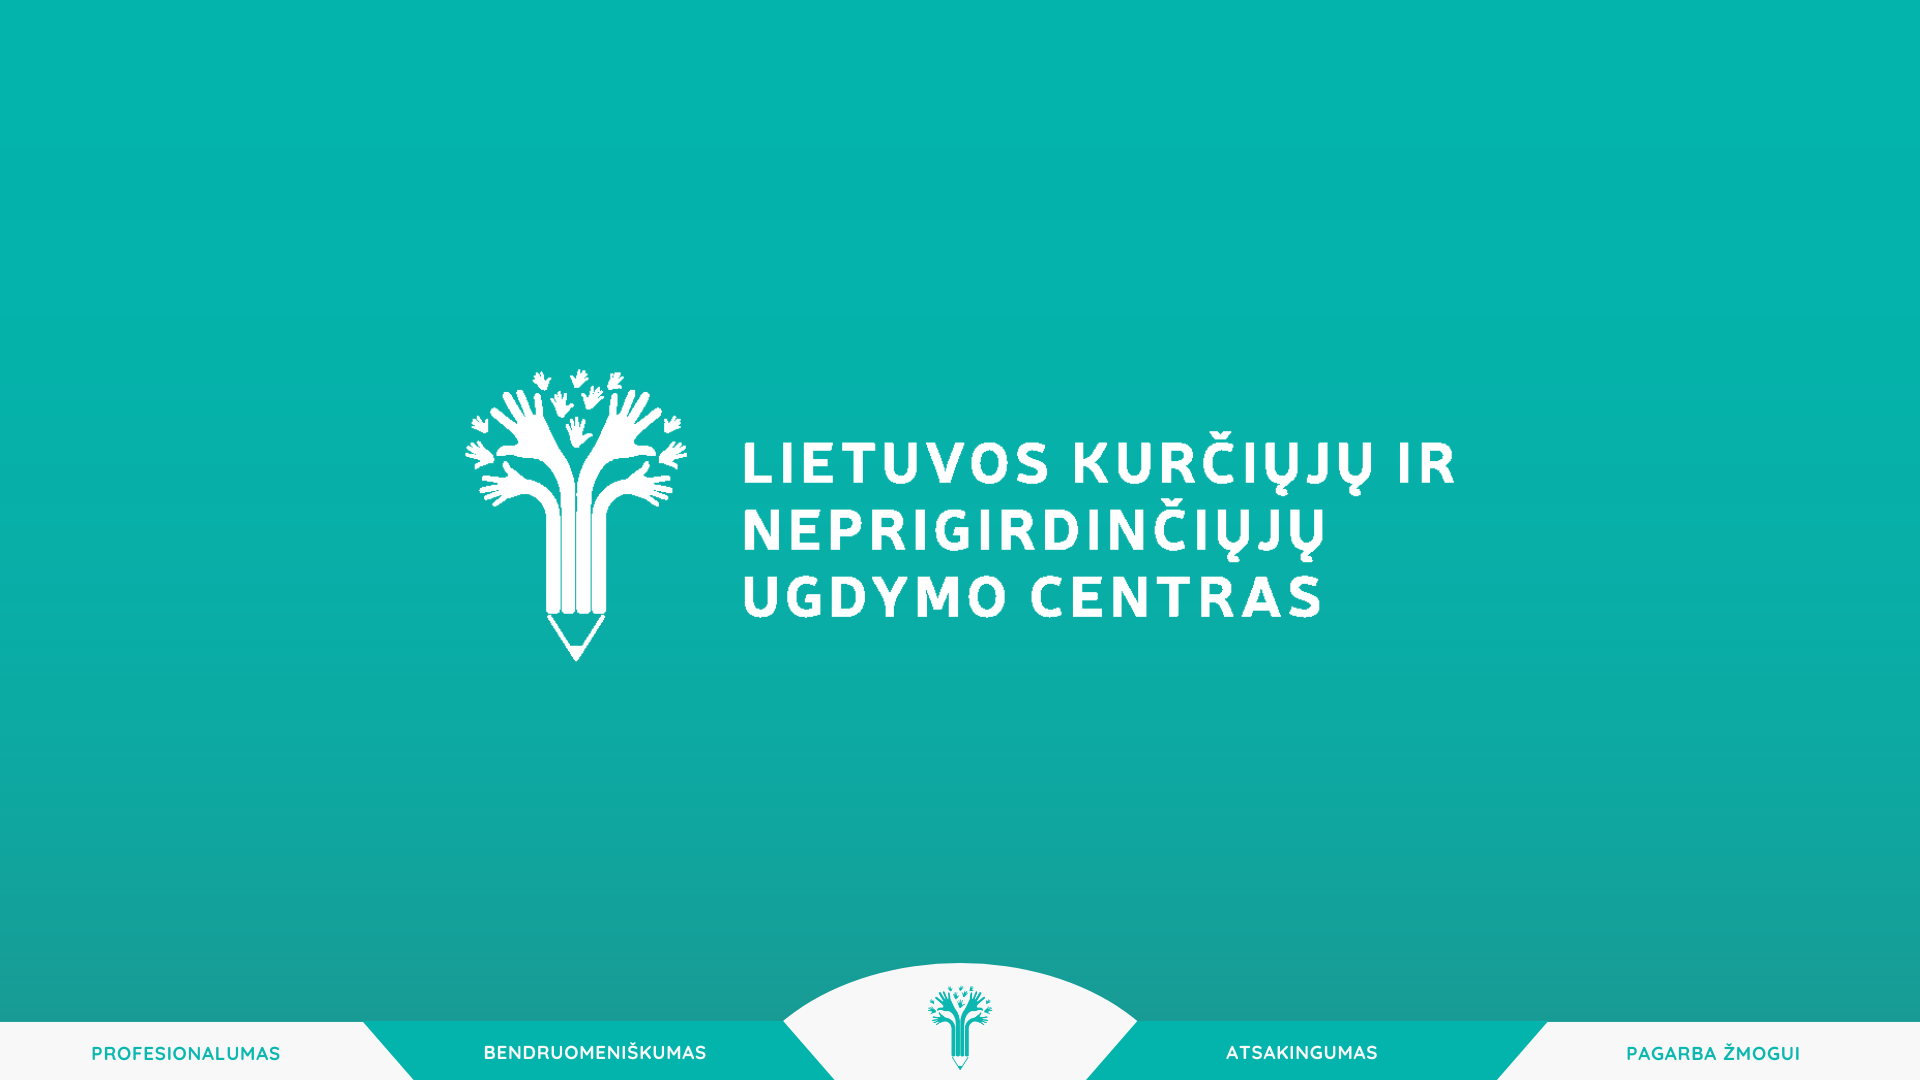 LIETUVOS KURČIŲJŲ IR
NEPRIGIRDINČIŲJŲ
UGDYMO CENTRAS
PROFESIONALUMAS
BENDRUOMENIŠKUMAS
ATSAKINGUMAS
PAGARBA ŽMOGUI